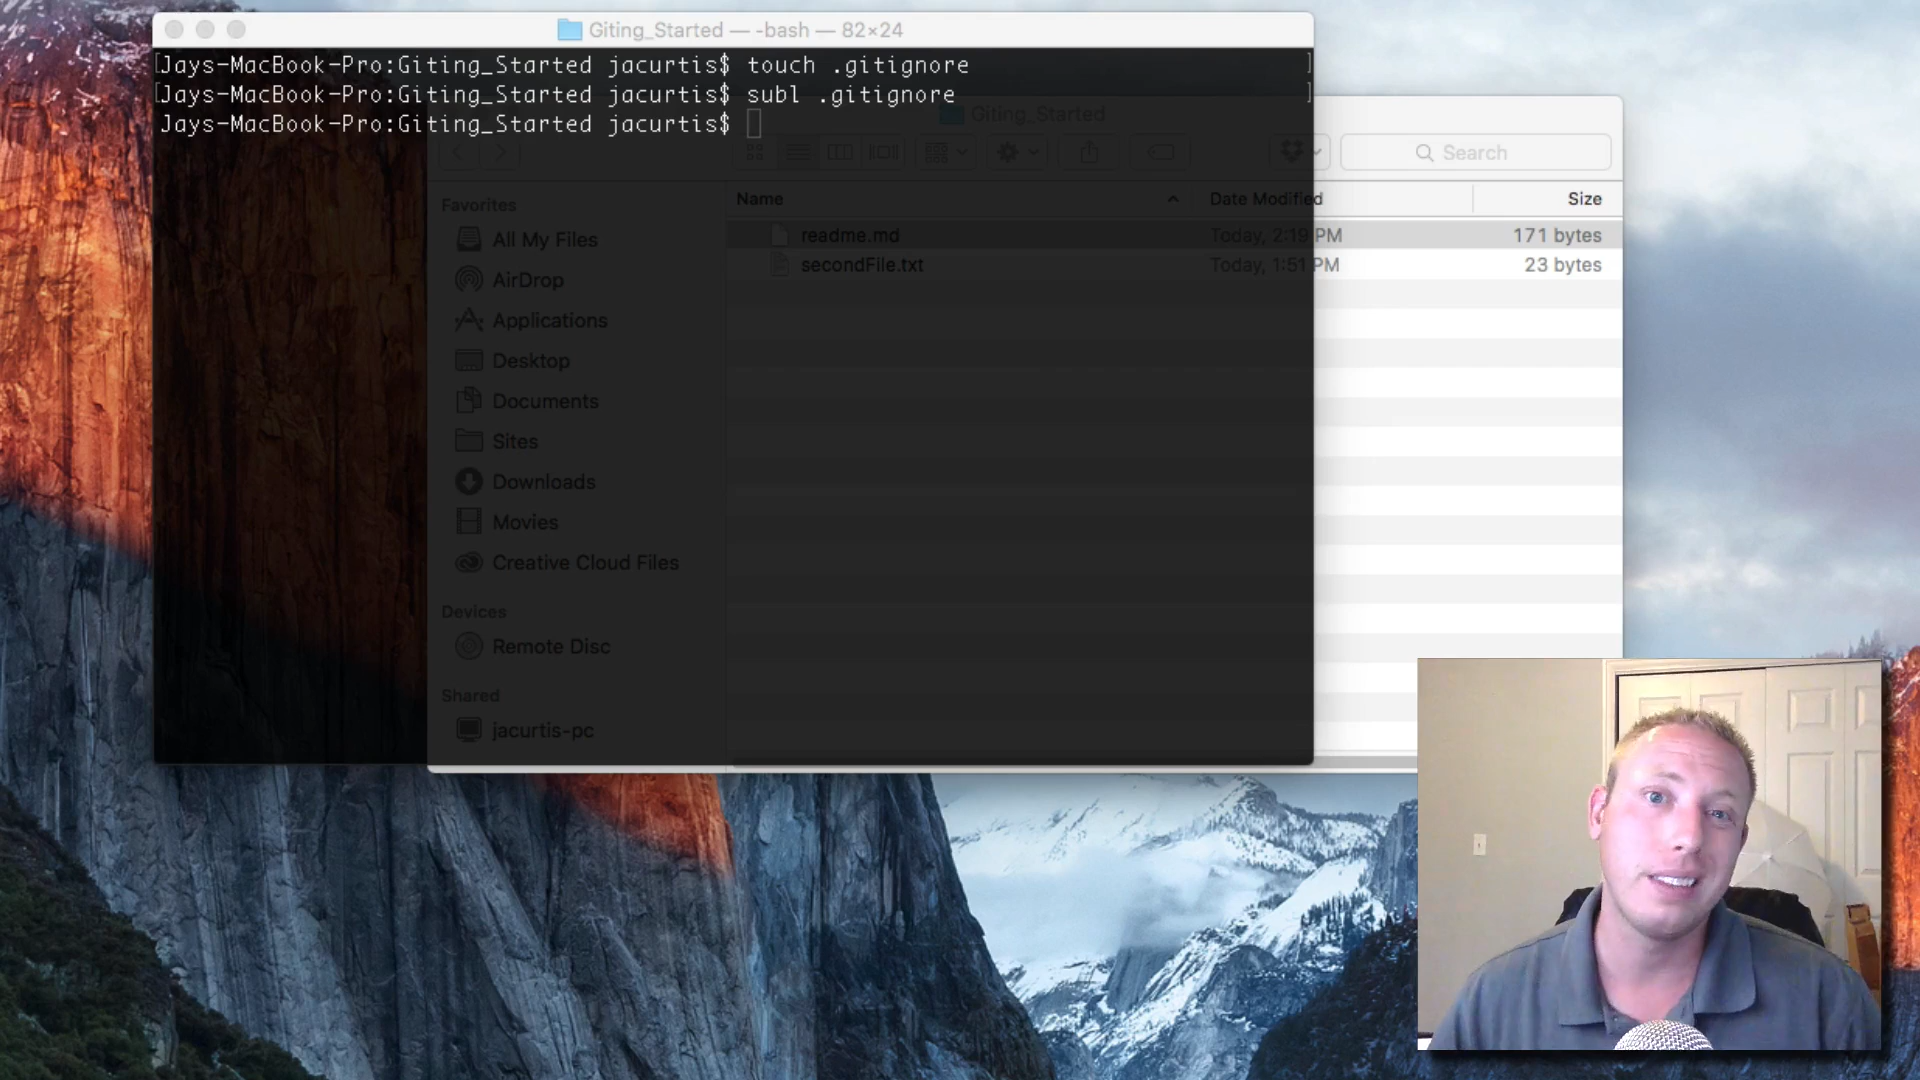 Giting_Started — -bash — 82×24
[Jays-MacBook-Pro:Giting_Started jacurtis$ touch .gitignore ]
[Jays-MacBook-Pro:Giting_Started jacurtis$ subl .gitignore ]
Jays-MacBook-Pro:Giting_Started jacurtis$
Giting_Started
Search
Favorites
All My Files
AirDrop
Applications
Desktop
Documents
Sites
Downloads
Movies
Creative Cloud Files
Devices
Remote Disc
Shared
jacurtis-pc
Name Date Modified Size
readme.md Today, 2:19 PM 171 bytes
secondFile.txt Today, 1:51 PM 23 bytes